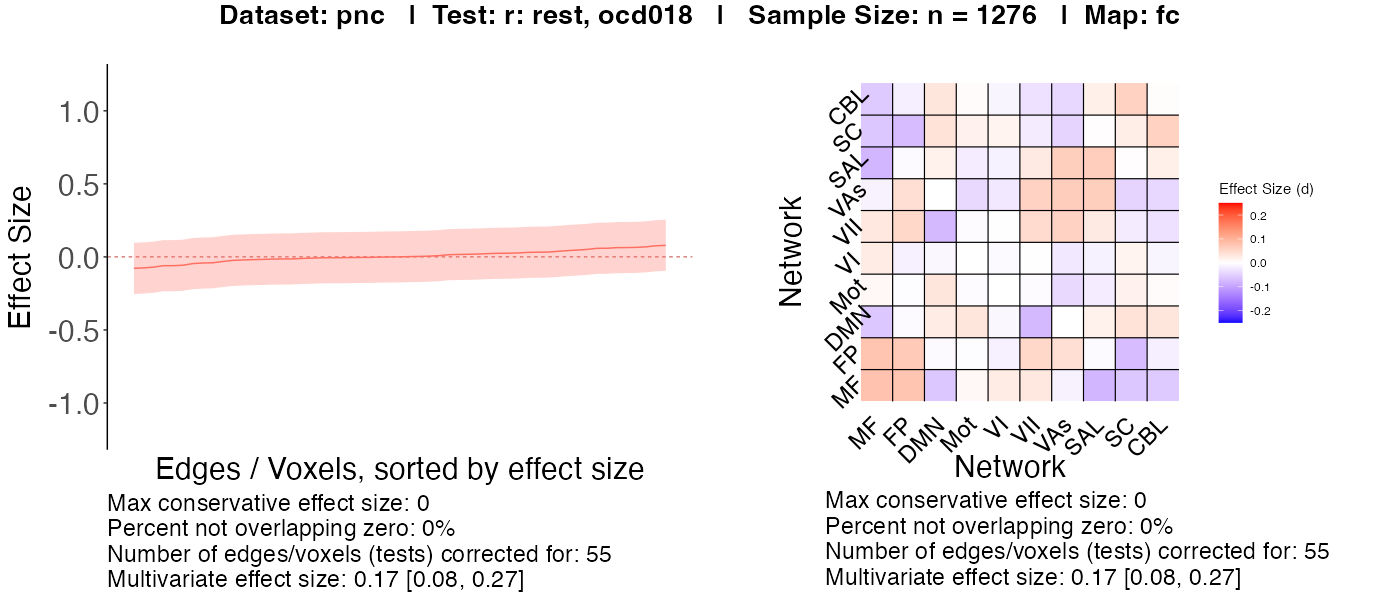 Dataset: pnc | Test: r: rest, ocd018 | Sample Size: n = 1276 | Map: fc
Effect Size
1.0
0.5
0.0
-0.5
-1.0
Edges / Voxels, sorted by effect size
Max conservative effect size: 0
Percent not overlapping zero: 0%
Number of edges/voxels (tests) corrected for: 55
Multivariate effect size: 0.17 [0.08, 0.27]
Network
CBL
SC
SAL
VAs
VII
VI
Mot
DMN
FP
MF
MF
FP
DMN
Mot
VI
VII
VAs
SAL
SC
CBL
Network
Effect Size (d)
0.2
0.1
0.0
-0.1
-0.2
Max conservative effect size: 0
Percent not overlapping zero: 0%
Number of edges/voxels (tests) corrected for: 55
Multivariate effect size: 0.17 [0.08, 0.27]